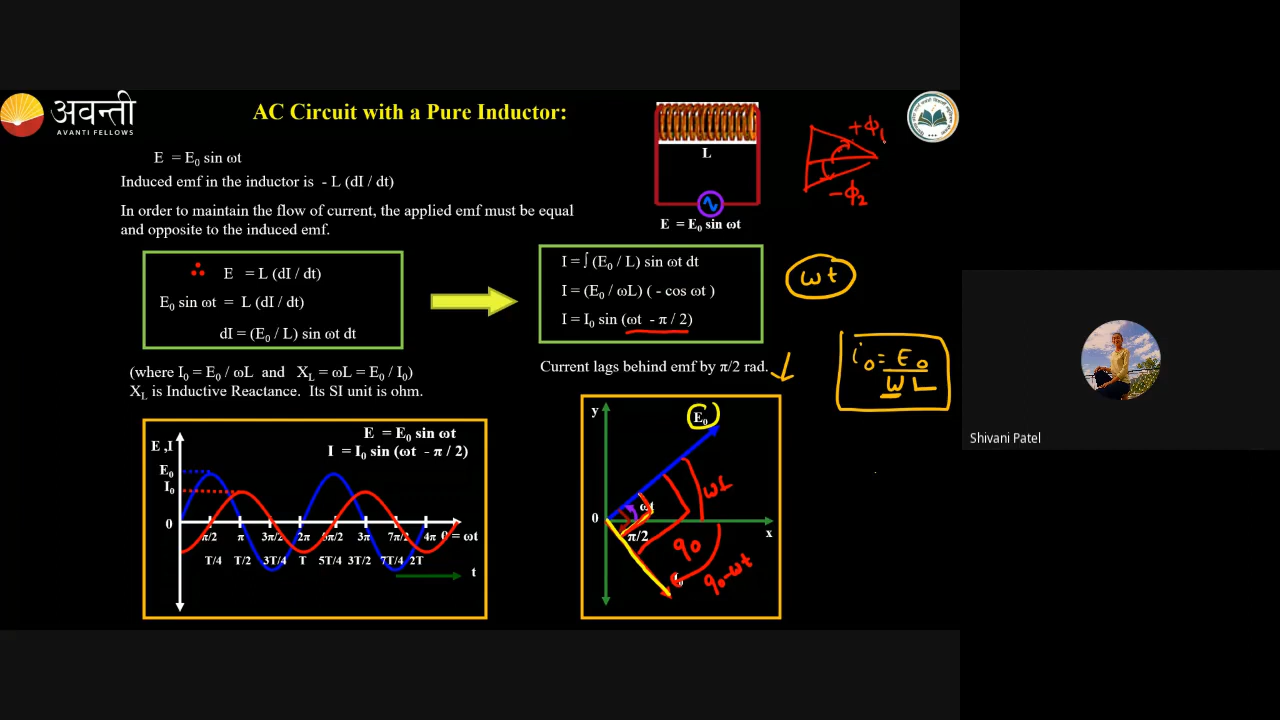 अवन्ती
AVANTI FELLOWS
AC Circuit with a Pure Inductor:
E = E₀ sin ωt
Induced emf in the inductor is - L (dI / dt)
In order to maintain the flow of current, the applied emf must be equal
and opposite to the induced emf.
L
E = E₀ sin ωt
+ϕ₁
-ϕ₂
∴ E = L (dI / dt)
E₀ sin ωt = L (dI / dt)
dI = (E₀ / L) sin ωt dt
I = ∫ (E₀ / L) sin ωt dt
I = (E₀ / ωL) ( - cos ωt )
I = I₀ sin (ωt - π / 2)
ωt
i₀ = E₀
ωL
(where I₀ = E₀ / ωL and X_L = ωL = E₀ / I₀)
X_L is Inductive Reactance. Its SI unit is ohm.
Current lags behind emf by π/2 rad.
E = E₀ sin ωt
I = I₀ sin (ωt - π / 2)
E ,I
E₀
I₀
0
π/2 π 3π/2 2π 5π/2 3π 7π/2 4π θ = ωt
T/4 T/2 3T/4 T 5T/4 3T/2 7T/4 2T
t
y
E₀
ωt
ωt
0
π/2
x
90
I₀
90-ωt
Shivani Patel